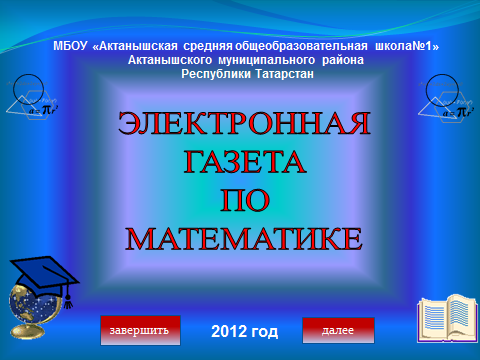 МБОУ «Актанышская средняя общеобразовательная школа№1»
Актанышского муниципального района
Республики Татарстан
ЭЛЕКТРОННАЯ
ГАЗЕТА
ПО
МАТЕМАТИКЕ
завершить
2012 год
далее